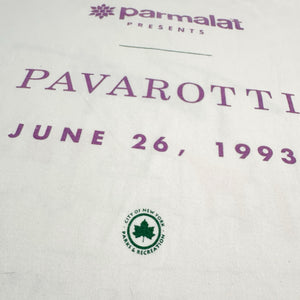 parmalat
PRESENTS
PAVAROTTI
JUNE 26, 1993
CITY OF NEW YORK
PARKS & RECREATION